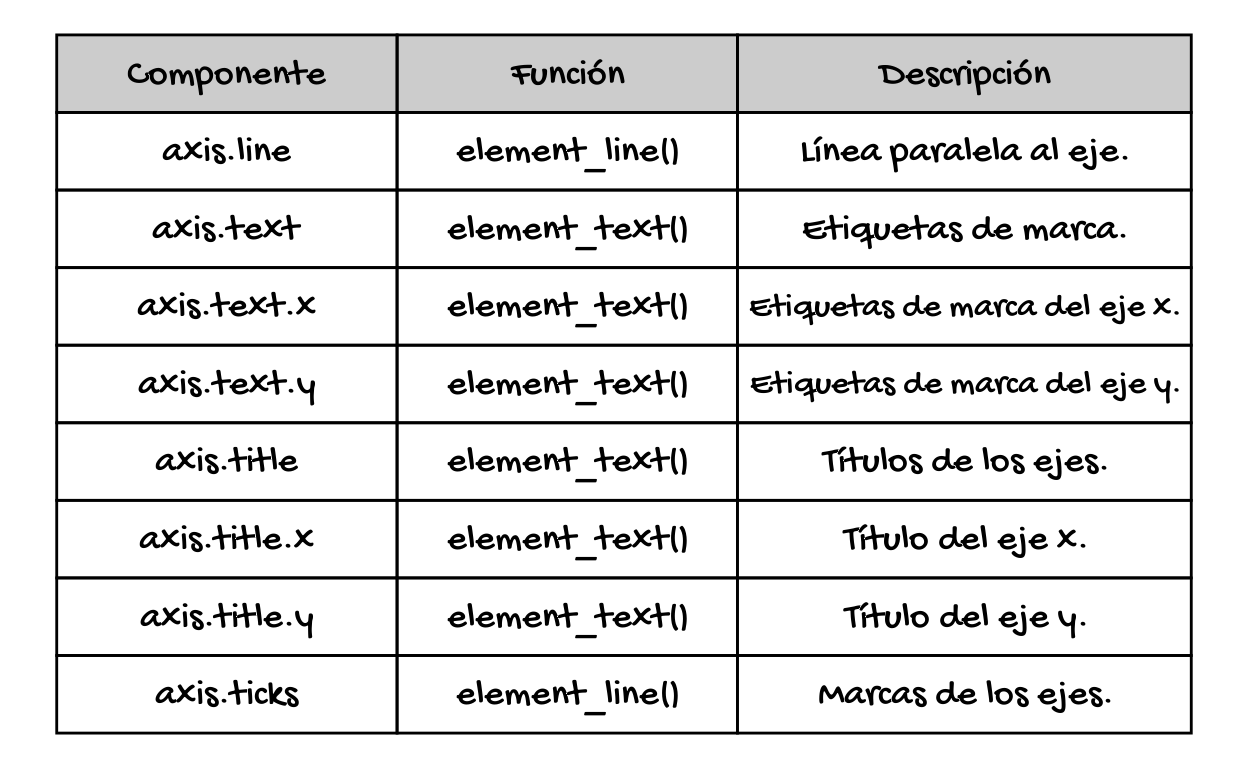 Componente Función Descripción
axis.line element_line() Línea paralela al eje.
axis.text element_text() Etiquetas de marca.
axis.text.x element_text() Etiquetas de marca del eje x.
axis.text.y element_text() Etiquetas de marca del eje y.
axis.title element_text() Títulos de los ejes.
axis.title.x element_text() Título del eje x.
axis.title.y element_text() Título del eje y.
axis.ticks element_line() Marcas de los ejes.